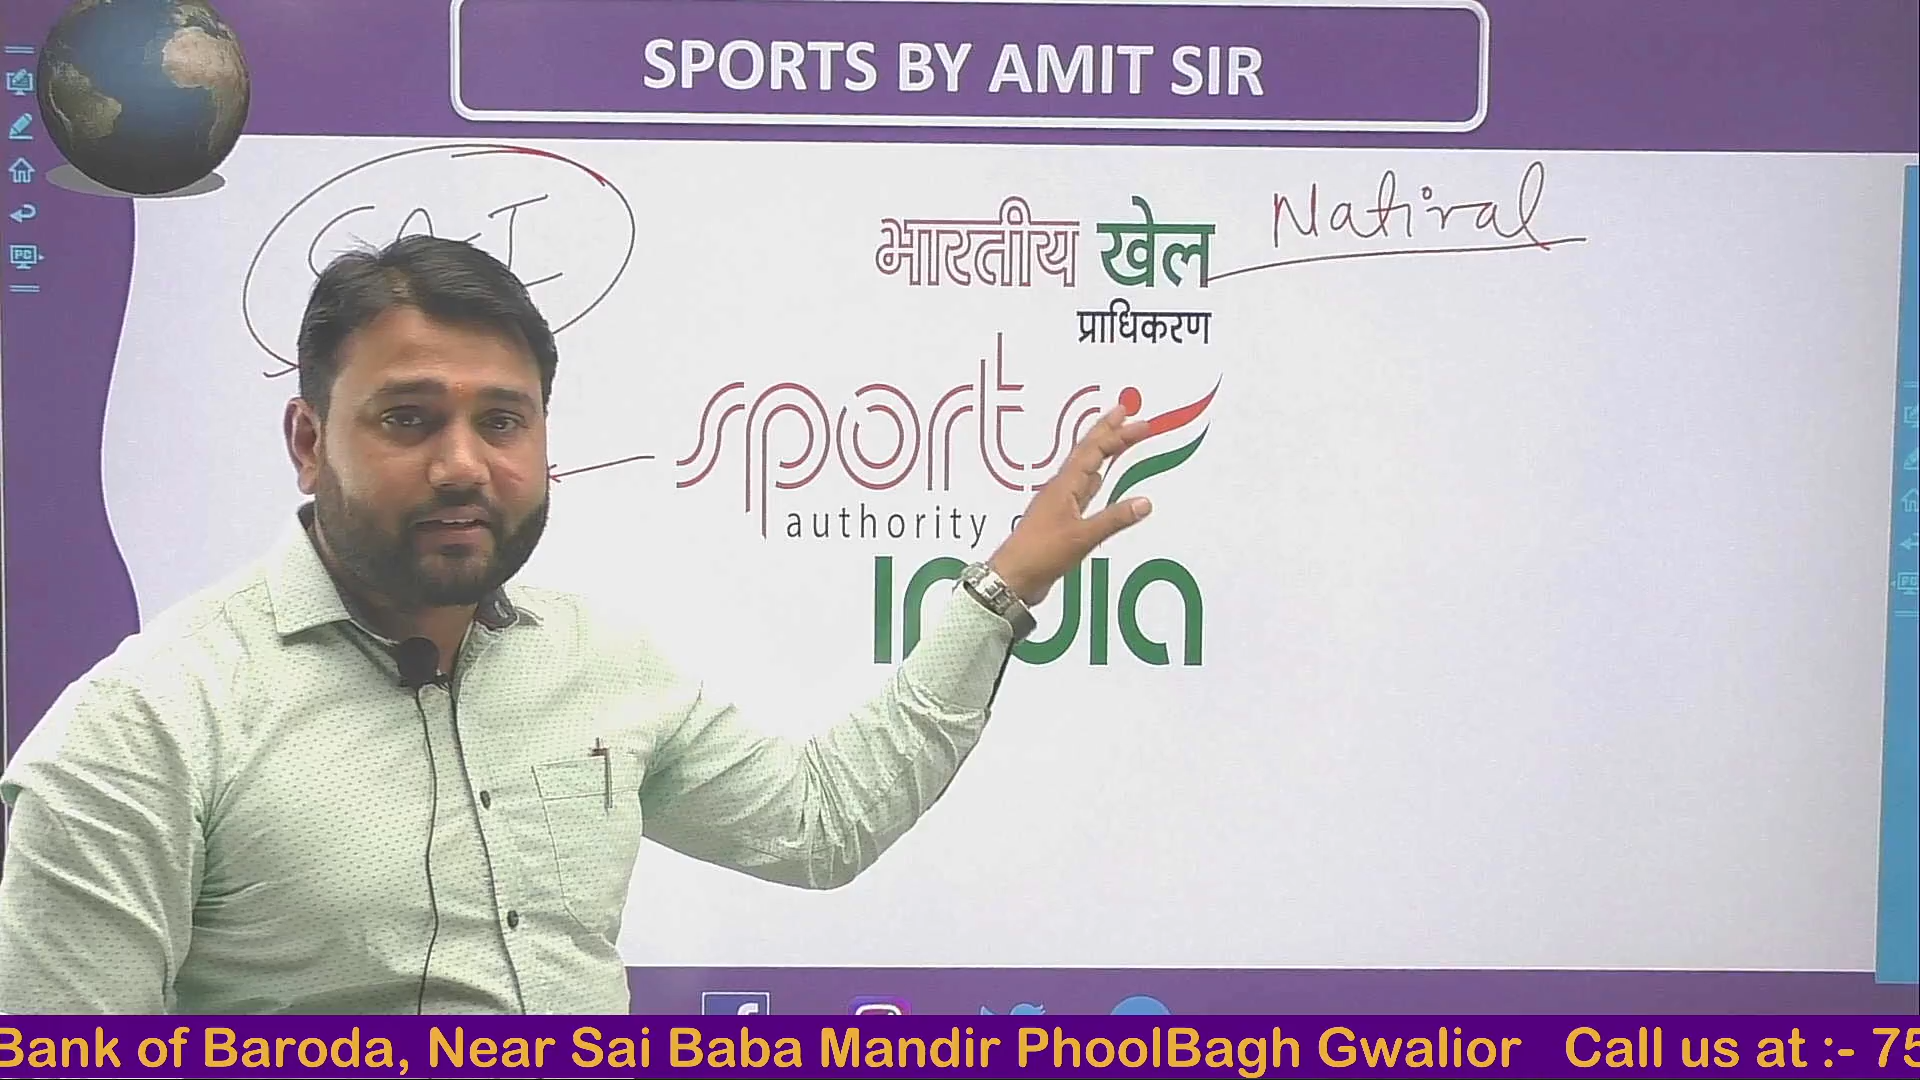 SPORTS BY AMIT SIR
S A I
भारतीय खेल
National
प्राधिकरण
sports
authority
INDIA
Bank of Baroda, Near Sai Baba Mandir PhoolBagh Gwalior Call us at :- 75